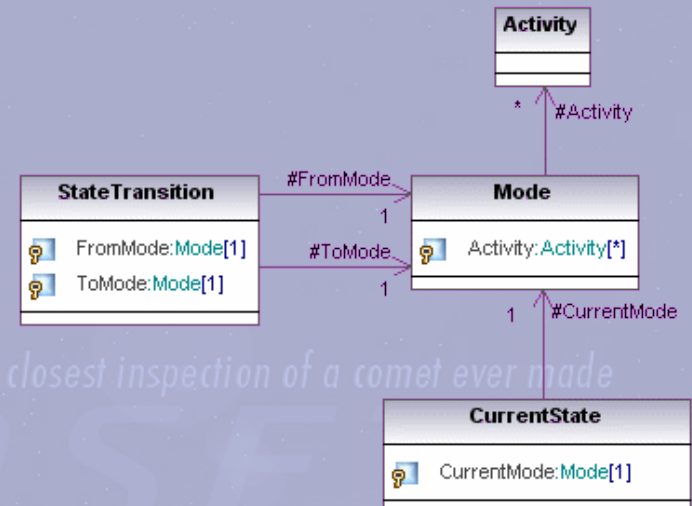 Activity
* #Activity
StateTransition
FromMode:Mode[1]
ToMode:Mode[1]
#FromMode
1
#ToMode
1
Mode
Activity:Activity[*]
1 #CurrentMode
closest inspection of a comet ever made
CurrentState
CurrentMode:Mode[1]